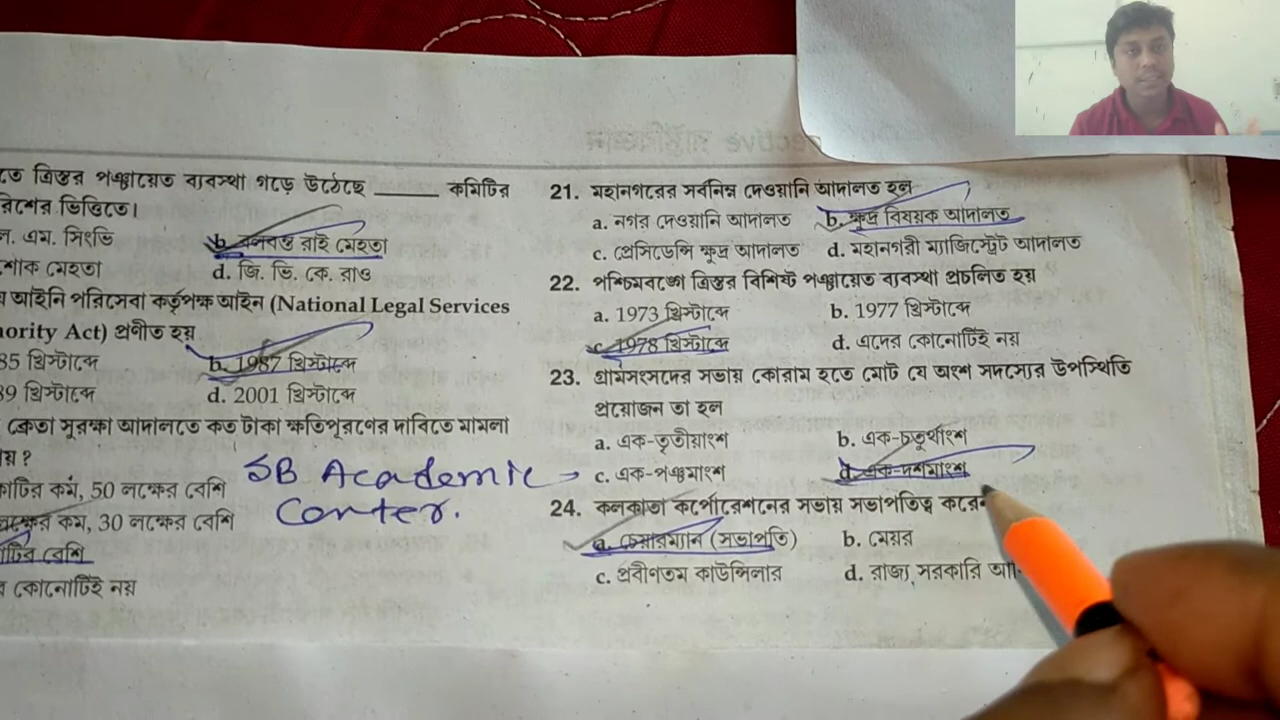 তে ত্রিস্তর পঞ্চায়েত ব্যবস্থা গড়ে উঠেছে ______ কমিটির
রিশের ভিত্তিতে।
ল. এম. সিংভি
b. বলবন্ত রাই মেহতা
শোক মেহতা
d. জি. ভি. কে. রাও
য় আইনি পরিসেবা কর্তৃপক্ষ আইন (National Legal Services
ority Act) প্রণীত হয়
85 খ্রিস্টাব্দে
b. 1987 খ্রিস্টাব্দে
89 খ্রিস্টাব্দে
d. 2001 খ্রিস্টাব্দে
ক্রেতা সুরক্ষা আদালতে কত টাকা ক্ষতিপূরণের দাবিতে মামলা
য়?
কোটির কম, 50 লক্ষের বেশি
লক্ষের কম, 30 লক্ষের বেশি
কোটির বেশি
র কোনোটিই নয়
SB Academic
Center.
21. মহানগরের সর্বনিম্ন দেওয়ানি আদালত হল
a. নগর দেওয়ানি আদালত
b. ক্ষুদ্র বিষয়ক আদালত
c. প্রেসিডেন্সি ক্ষুদ্র আদালত
d. মহানগরী ম্যাজিস্ট্রেট আদালত
22. পশ্চিমবঙ্গে ত্রিস্তর বিশিষ্ট পঞ্চায়েত ব্যবস্থা প্রচলিত হয়
a. 1973 খ্রিস্টাব্দে
b. 1977 খ্রিস্টাব্দে
c. 1978 খ্রিস্টাব্দে
d. এদের কোনোটিই নয়
23. গ্রামসংসদের সভায় কোরাম হতে মোট যে অংশ সদস্যের উপস্থিতি
প্রয়োজন তা হল
a. এক-তৃতীয়াংশ
b. এক-চতুর্থাংশ
c. এক-পঞ্চমাংশ
d. এক-দশমাংশ
24. কলকাতা কর্পোরেশনের সভায় সভাপতিত্ব করেন
a. চেয়ারম্যান (সভাপতি)
b. মেয়র
c. প্রবীণতম কাউন্সিলার
d. রাজ্য সরকারি